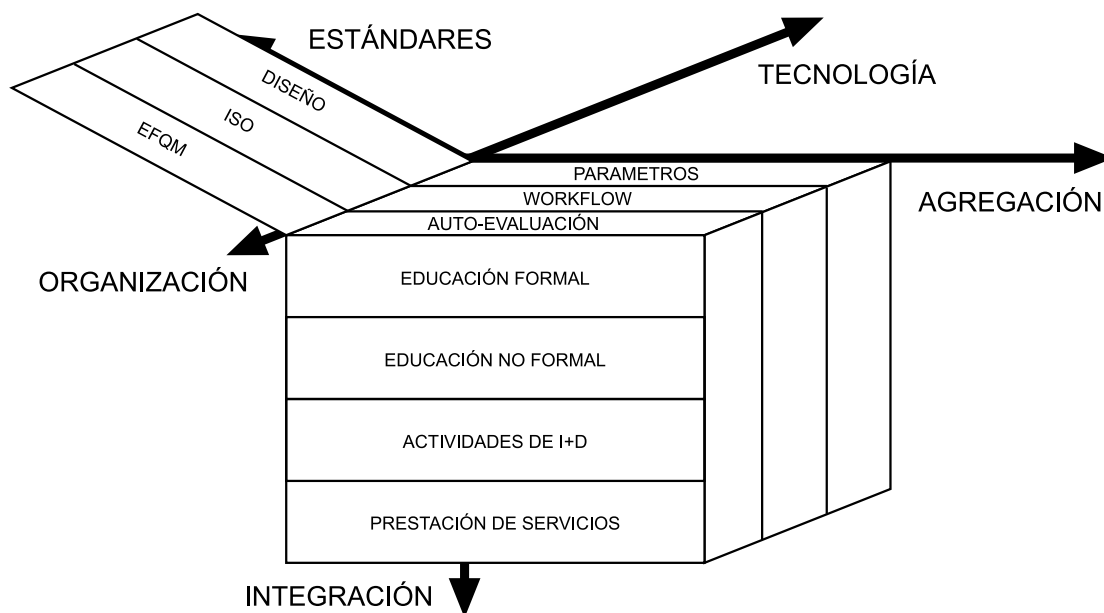 ESTÁNDARES
TECNOLOGÍA
DISEÑO
ISO
EFQM
PARAMETROS
WORKFLOW
AGREGACIÓN
AUTO-EVALUACIÓN
ORGANIZACIÓN
EDUCACIÓN FORMAL
EDUCACIÓN NO FORMAL
ACTIVIDADES DE I+D
PRESTACIÓN DE SERVICIOS
INTEGRACIÓN